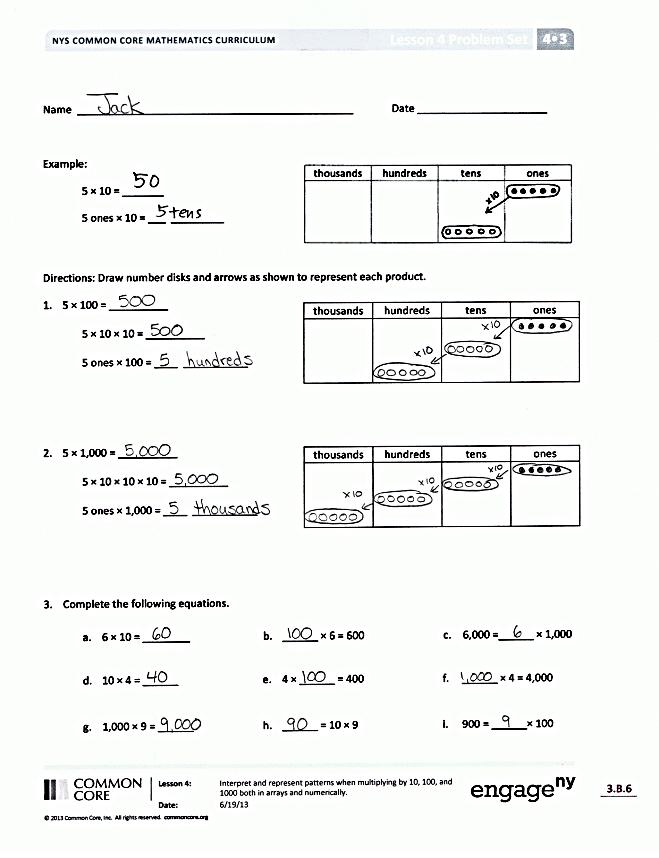 NYS COMMON CORE MATHEMATICS CURRICULUM Lesson 4 Problem Set 4•3
Name Jack Date
Example:
5 × 10 = 50
5 ones × 10 = 5 tens
thousands hundreds tens ones
×10
Directions: Draw number disks and arrows as shown to represent each product.
1. 5 × 100 = 500
5 × 10 × 10 = 500
5 ones × 100 = 5 hundreds
thousands hundreds tens ones
×10
×10
2. 5 × 1,000 = 5,000
5 × 10 × 10 × 10 = 5,000
5 ones × 1,000 = 5 thousands
thousands hundreds tens ones
×10
×10
×10
3. Complete the following equations.
a. 6 × 10 = 60 b. 100 × 6 = 600 c. 6,000 = 6 × 1,000
d. 10 × 4 = 40 e. 4 × 100 = 400 f. 1,000 × 4 = 4,000
g. 1,000 × 9 = 9,000 h. 90 = 10 × 9 i. 900 = 9 × 100
COMMON CORE
Lesson 4: Interpret and represent patterns when multiplying by 10, 100, and
1000 both in arrays and numerically.
Date: 6/19/13
engageny
3.B.6
© 2013 Common Core, Inc. All rights reserved. commoncore.org